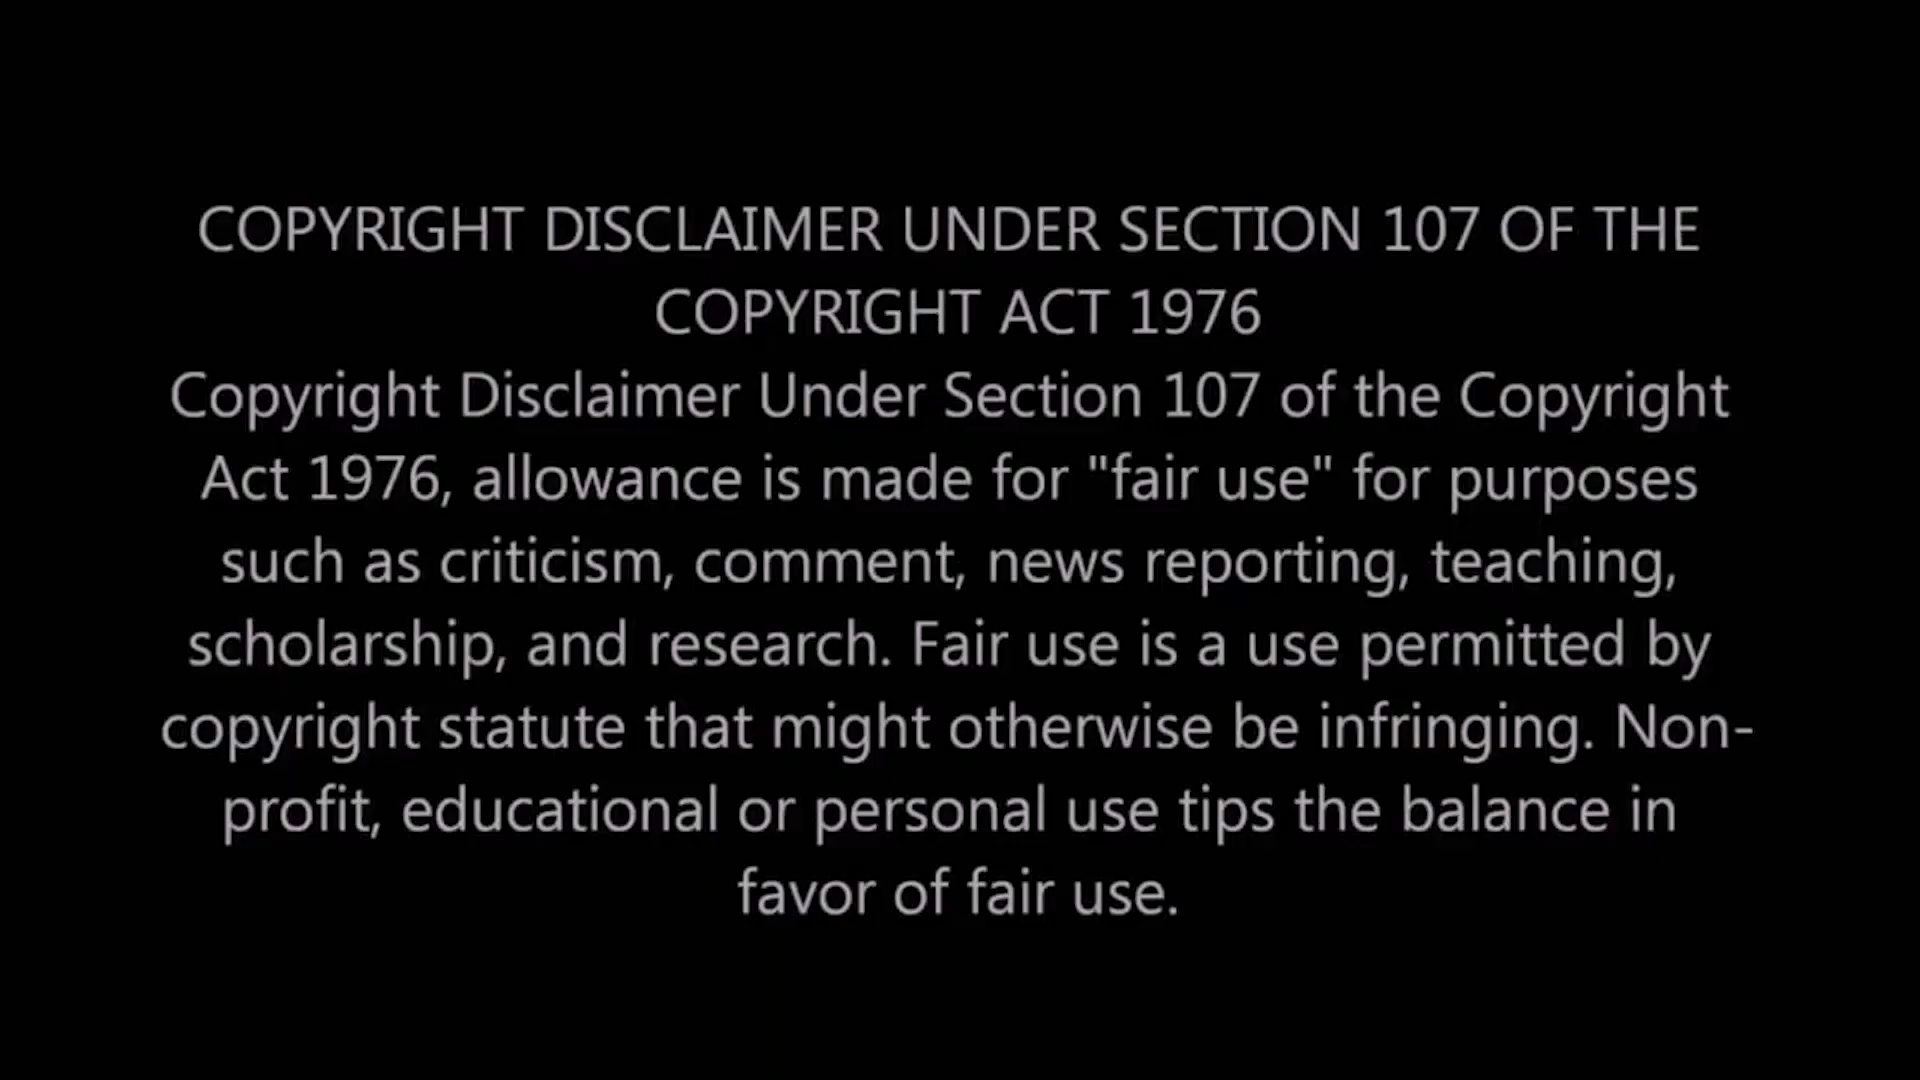 COPYRIGHT DISCLAIMER UNDER SECTION 107 OF THE
COPYRIGHT ACT 1976
Copyright Disclaimer Under Section 107 of the Copyright
Act 1976, allowance is made for "fair use" for purposes
such as criticism, comment, news reporting, teaching,
scholarship, and research. Fair use is a use permitted by
copyright statute that might otherwise be infringing. Non-
profit, educational or personal use tips the balance in
favor of fair use.